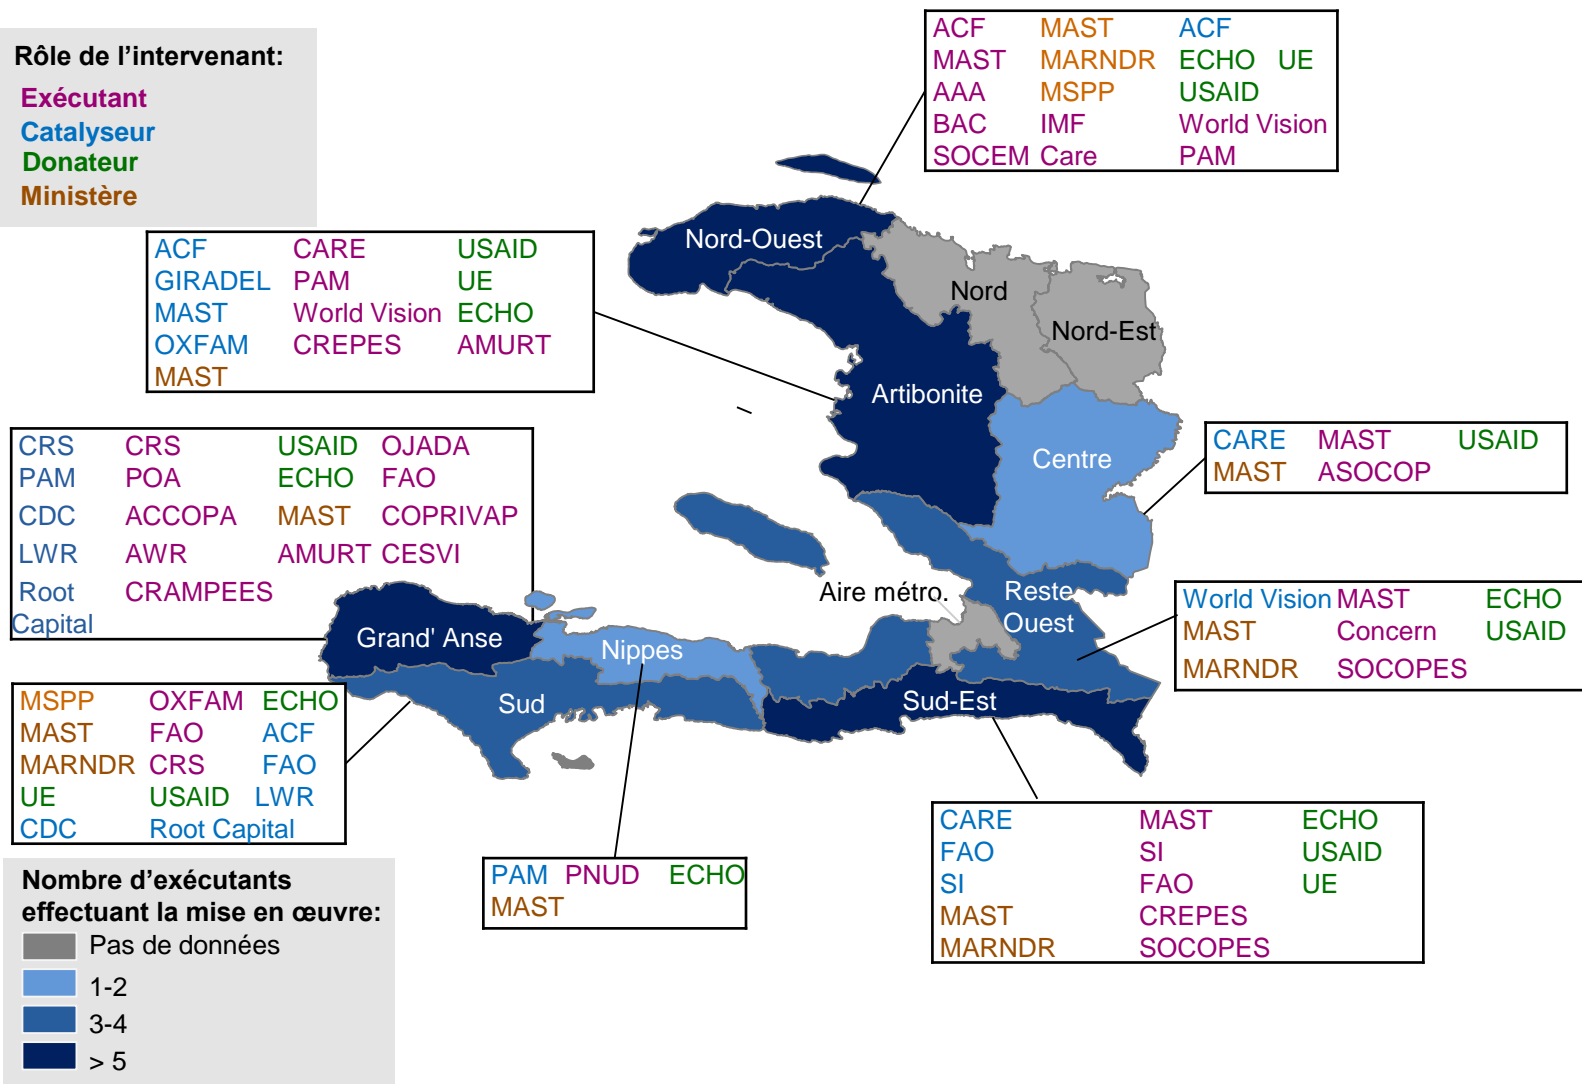 Rôle de l’intervenant:
Exécutant
Catalyseur
Donateur
Ministère
ACF MAST ACF
MAST MARNDR ECHO UE
AAA MSPP USAID
BAC IMF World Vision
SOCEM Care PAM
ACF CARE USAID
GIRADEL PAM UE
MAST World Vision ECHO
OXFAM CREPES AMURT
MAST
Nord-Ouest
Nord
Nord-Est
Artibonite
Centre
CARE MAST USAID
MAST ASOCOP
CRS CRS USAID OJADA
PAM POA ECHO FAO
CDC ACCOPA MAST COPRIVAP
LWR AWR AMURT CESVI
Root CRAMPEES
Capital
Aire métro.
Reste
Ouest
Grand' Anse
Nippes
Sud
Sud-Est
World Vision MAST ECHO
MAST Concern USAID
MARNDR SOCOPES
MSPP OXFAM ECHO
MAST FAO ACF
MARNDR CRS FAO
UE USAID LWR
CDC Root Capital
PAM PNUD ECHO
MAST
CARE MAST ECHO
FAO SI USAID
SI FAO UE
MAST CREPES
MARNDR SOCOPES
Nombre d’exécutants
effectuant la mise en œuvre:
Pas de données
1-2
3-4
> 5